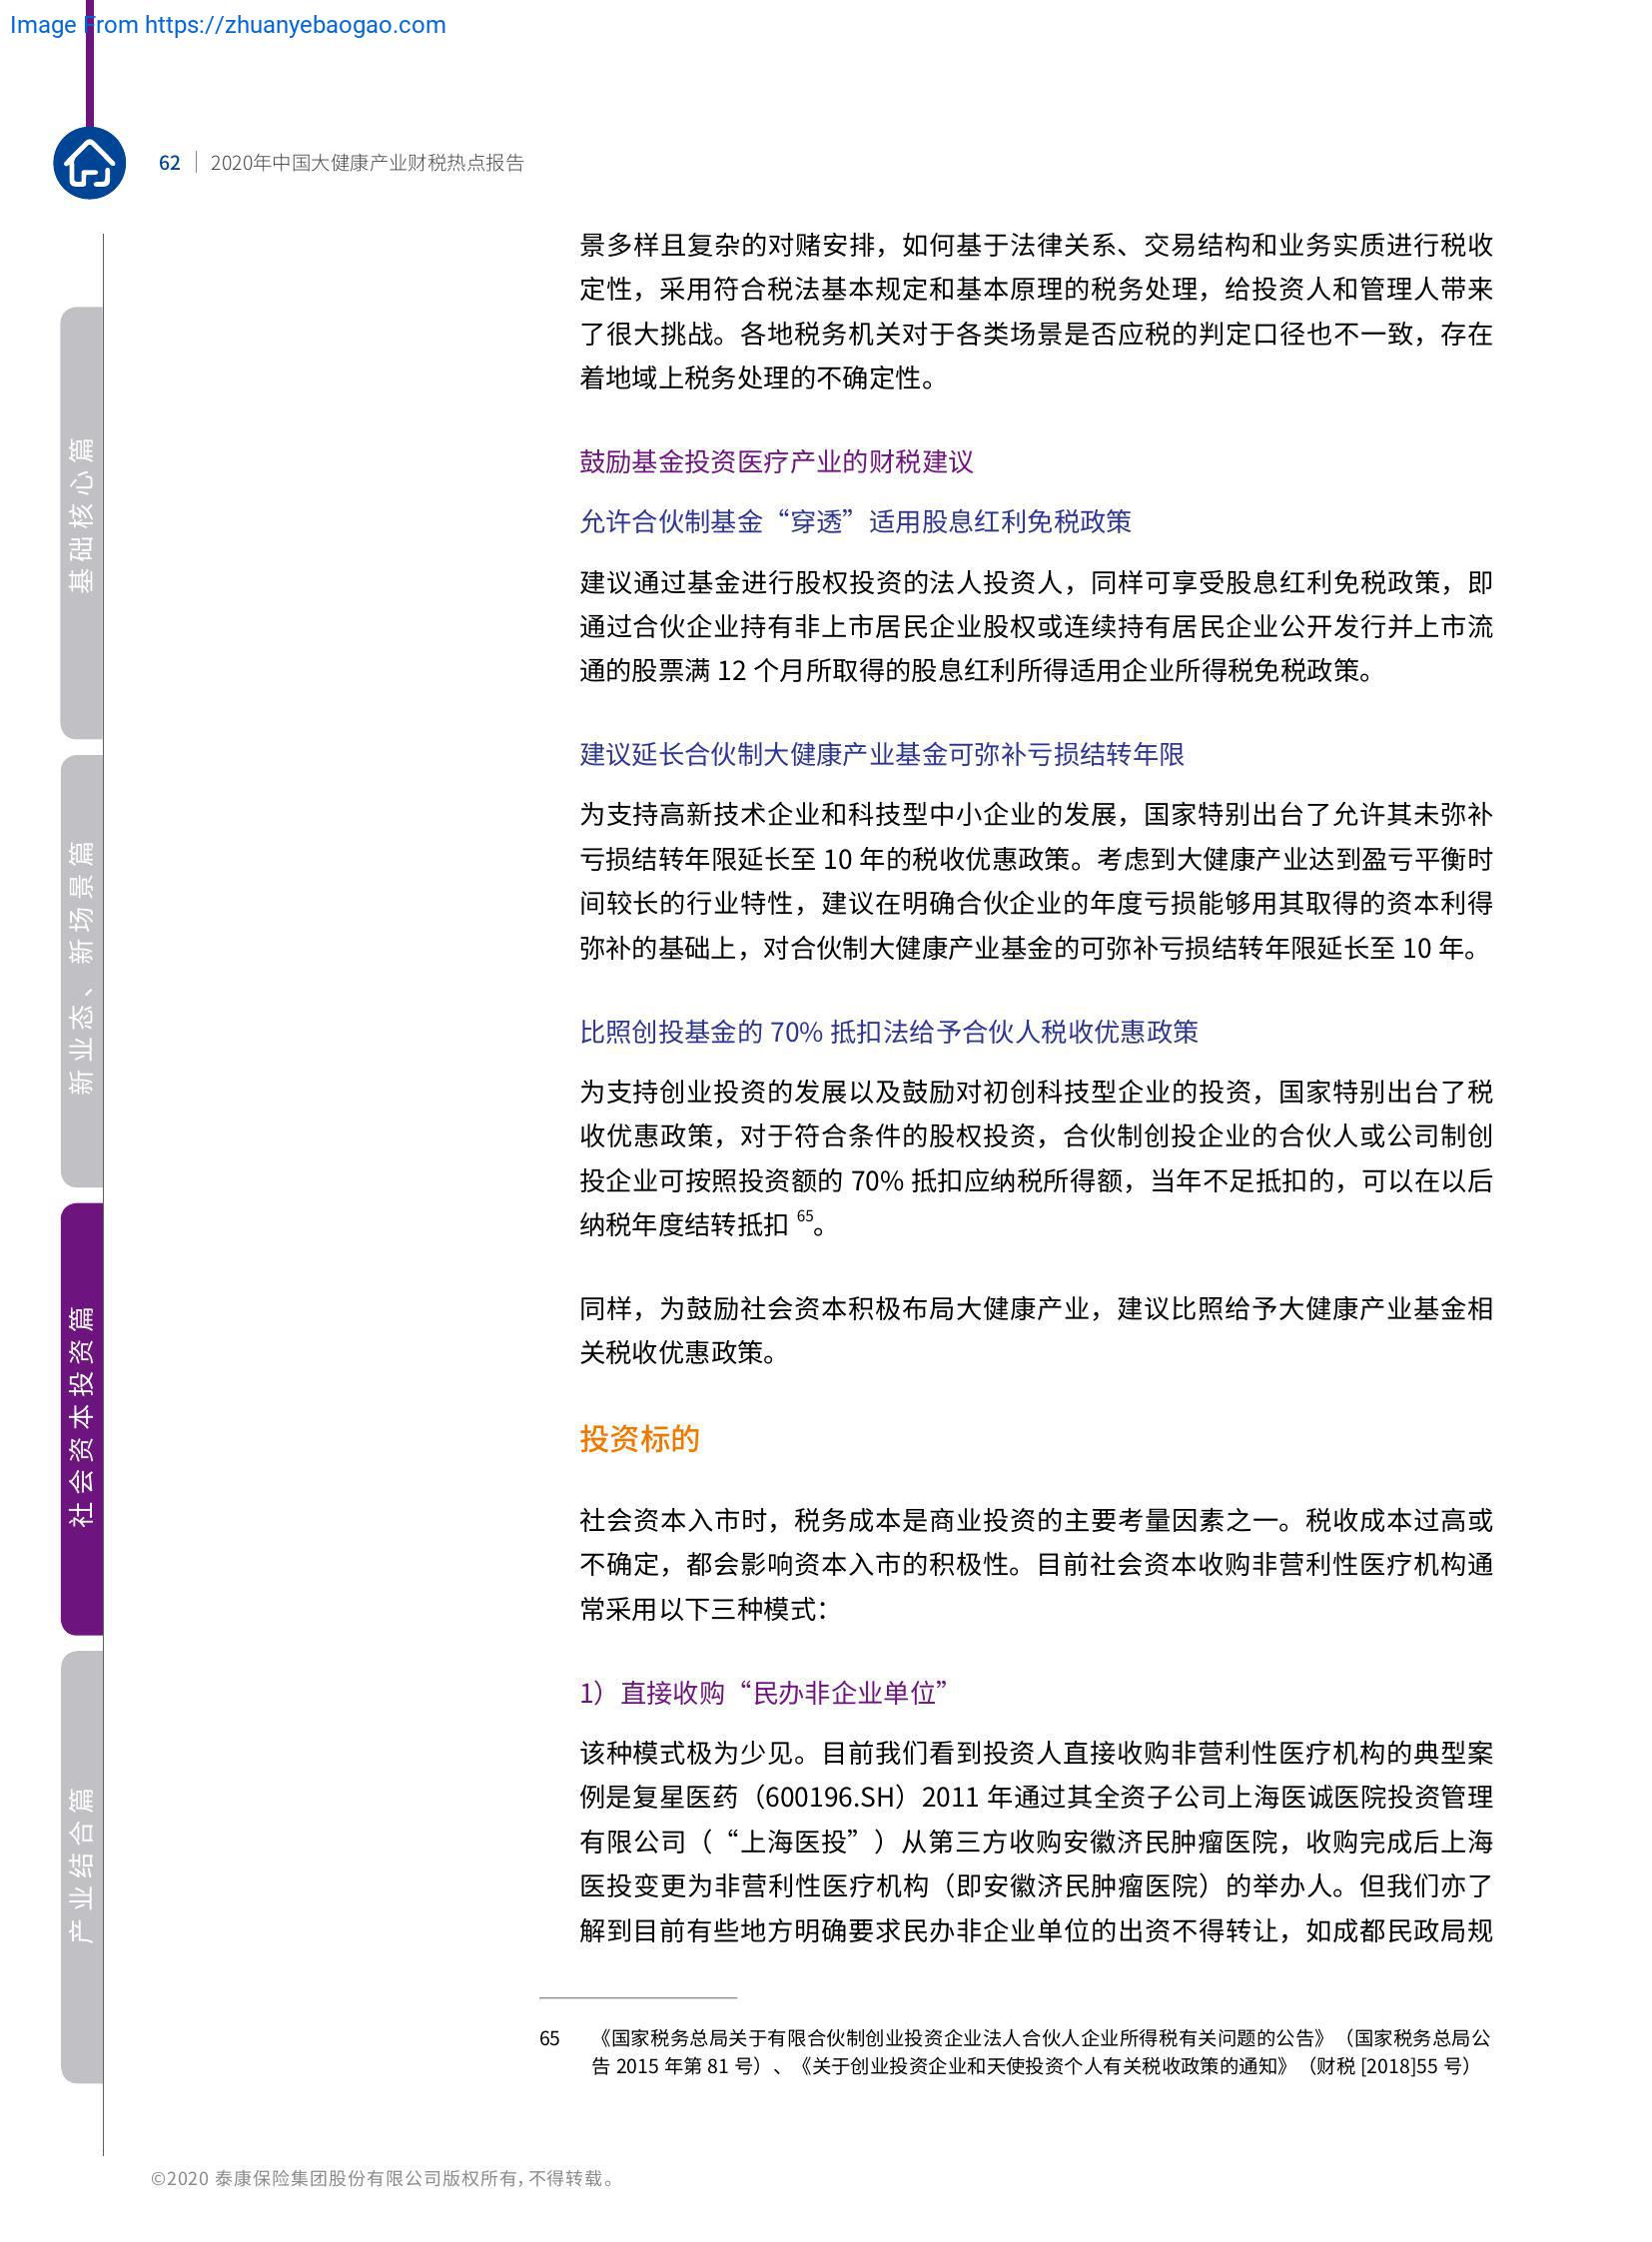 Image From https://zhuanyebaogao.com
62 | 2020年中国大健康产业财税热点报告
景多样且复杂的对赌安排，如何基于法律关系、交易结构和业务实质进行税收
定性，采用符合税法基本规定和基本原理的税务处理，给投资人和管理人带来
了很大挑战。各地税务机关对于各类场景是否应税的判定口径也不一致，存在
着地域上税务处理的不确定性。
鼓励基金投资医疗产业的财税建议
允许合伙制基金“穿透”适用股息红利免税政策
建议通过基金进行股权投资的法人投资人，同样可享受股息红利免税政策，即
通过合伙企业持有非上市居民企业股权或连续持有居民企业公开发行并上市流
通的股票满 12 个月所取得的股息红利所得适用企业所得税免税政策。
建议延长合伙制大健康产业基金可弥补亏损结转年限
为支持高新技术企业和科技型中小企业的发展，国家特别出台了允许其未弥补
亏损结转年限延长至 10 年的税收优惠政策。考虑到大健康产业达到盈亏平衡时
间较长的行业特性，建议在明确合伙企业的年度亏损能够用其取得的资本利得
弥补的基础上，对合伙制大健康产业基金的可弥补亏损结转年限延长至 10 年。
比照创投基金的 70% 抵扣法给予合伙人税收优惠政策
为支持创业投资的发展以及鼓励对初创科技型企业的投资，国家特别出台了税
收优惠政策，对于符合条件的股权投资，合伙制创投企业的合伙人或公司制创
投企业可按照投资额的 70% 抵扣应纳税所得额，当年不足抵扣的，可以在以后
纳税年度结转抵扣 65。
同样，为鼓励社会资本积极布局大健康产业，建议比照给予大健康产业基金相
关税收优惠政策。
投资标的
社会资本入市时，税务成本是商业投资的主要考量因素之一。税收成本过高或
不确定，都会影响资本入市的积极性。目前社会资本收购非营利性医疗机构通
常采用以下三种模式：
1）直接收购“民办非企业单位”
该种模式极为少见。目前我们看到投资人直接收购非营利性医疗机构的典型案
例是复星医药（600196.SH）2011 年通过其全资子公司上海医诚医院投资管理
有限公司（“上海医投”）从第三方收购安徽济民肿瘤医院，收购完成后上海
医投变更为非营利性医疗机构（即安徽济民肿瘤医院）的举办人。但我们亦了
解到目前有些地方明确要求民办非企业单位的出资不得转让，如成都民政局规
65 《国家税务总局关于有限合伙制创业投资企业法人合伙人企业所得税有关问题的公告》（国家税务总局公
告 2015 年第 81 号）、《关于创业投资企业和天使投资个人有关税收政策的通知》（财税 [2018]55 号）
基础核心篇
新业态、新场景篇
社会资本投资篇
产业结合篇
©2020 泰康保险集团股份有限公司版权所有，不得转载。